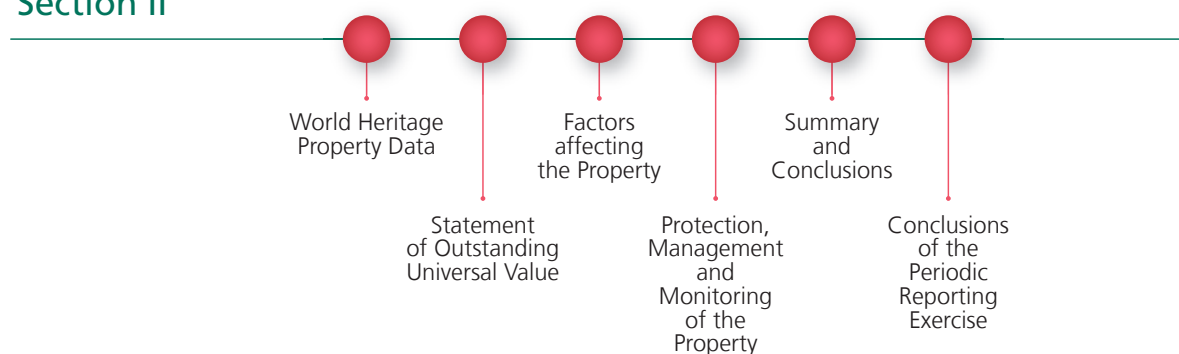 Section II
World Heritage
Property Data
Statement
of Outstanding
Universal Value
Factors
affecting
the Property
Protection,
Management
and
Monitoring
of the
Property
Summary
and
Conclusions
Conclusions
of the
Periodic
Reporting
Exercise